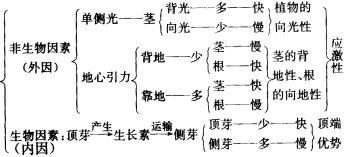 非生物因素
(外因)
单侧光——茎
背光——多——快
向光——少——慢
植物的
向光性
地心引力
背地——少
茎——慢
根——快
靠地——多
茎——快
根——慢
茎的背
地性、根
的向地性
应激性
生物因素:顶芽 产生 生长素 运输 侧芽
(内因)
顶芽——少——快
侧芽——多——慢
顶端
优势